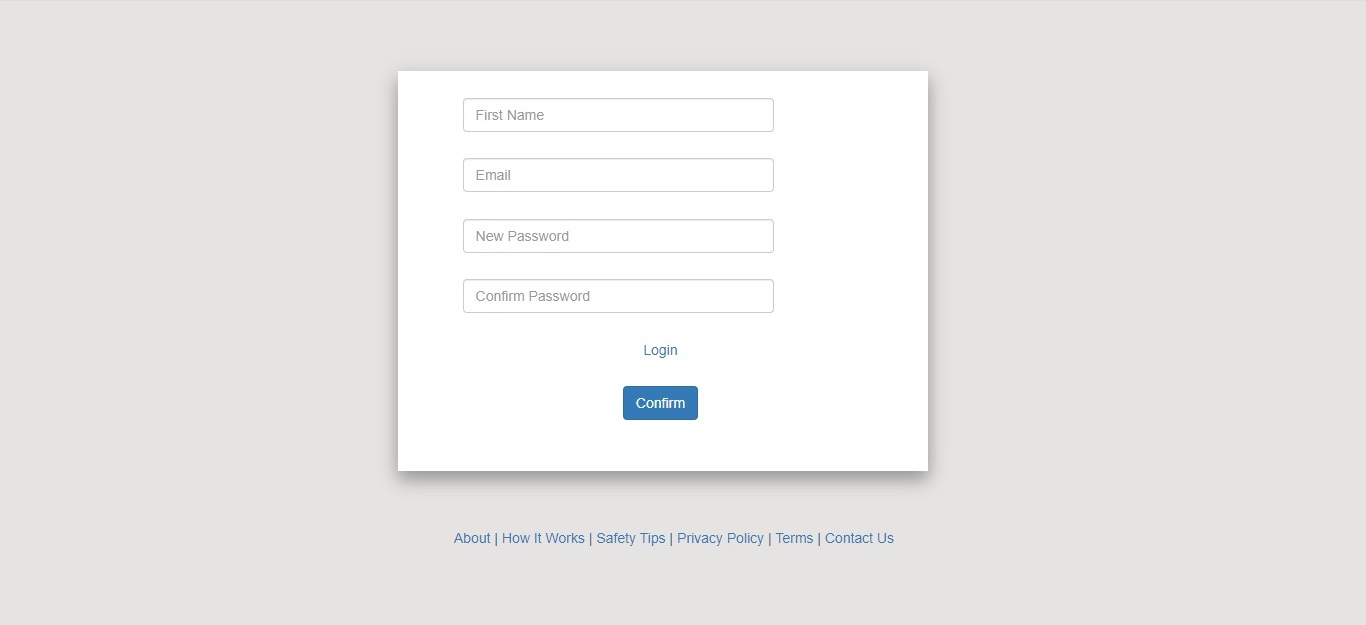 First Name
Email
New Password
Confirm Password
Login
Confirm
About | How It Works | Safety Tips | Privacy Policy | Terms | Contact Us